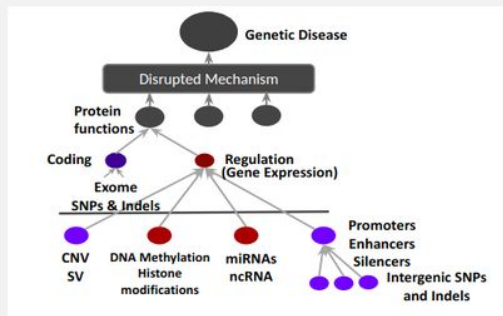 Genetic Disease
Disrupted Mechanism
Protein
functions
Coding
Regulation
(Gene Expression)
Exome
SNPs & Indels
CNV
SV
DNA Methylation
Histone
modifications
miRNAs
ncRNA
Promoters
Enhancers
Silencers
Intergenic SNPs
and Indels